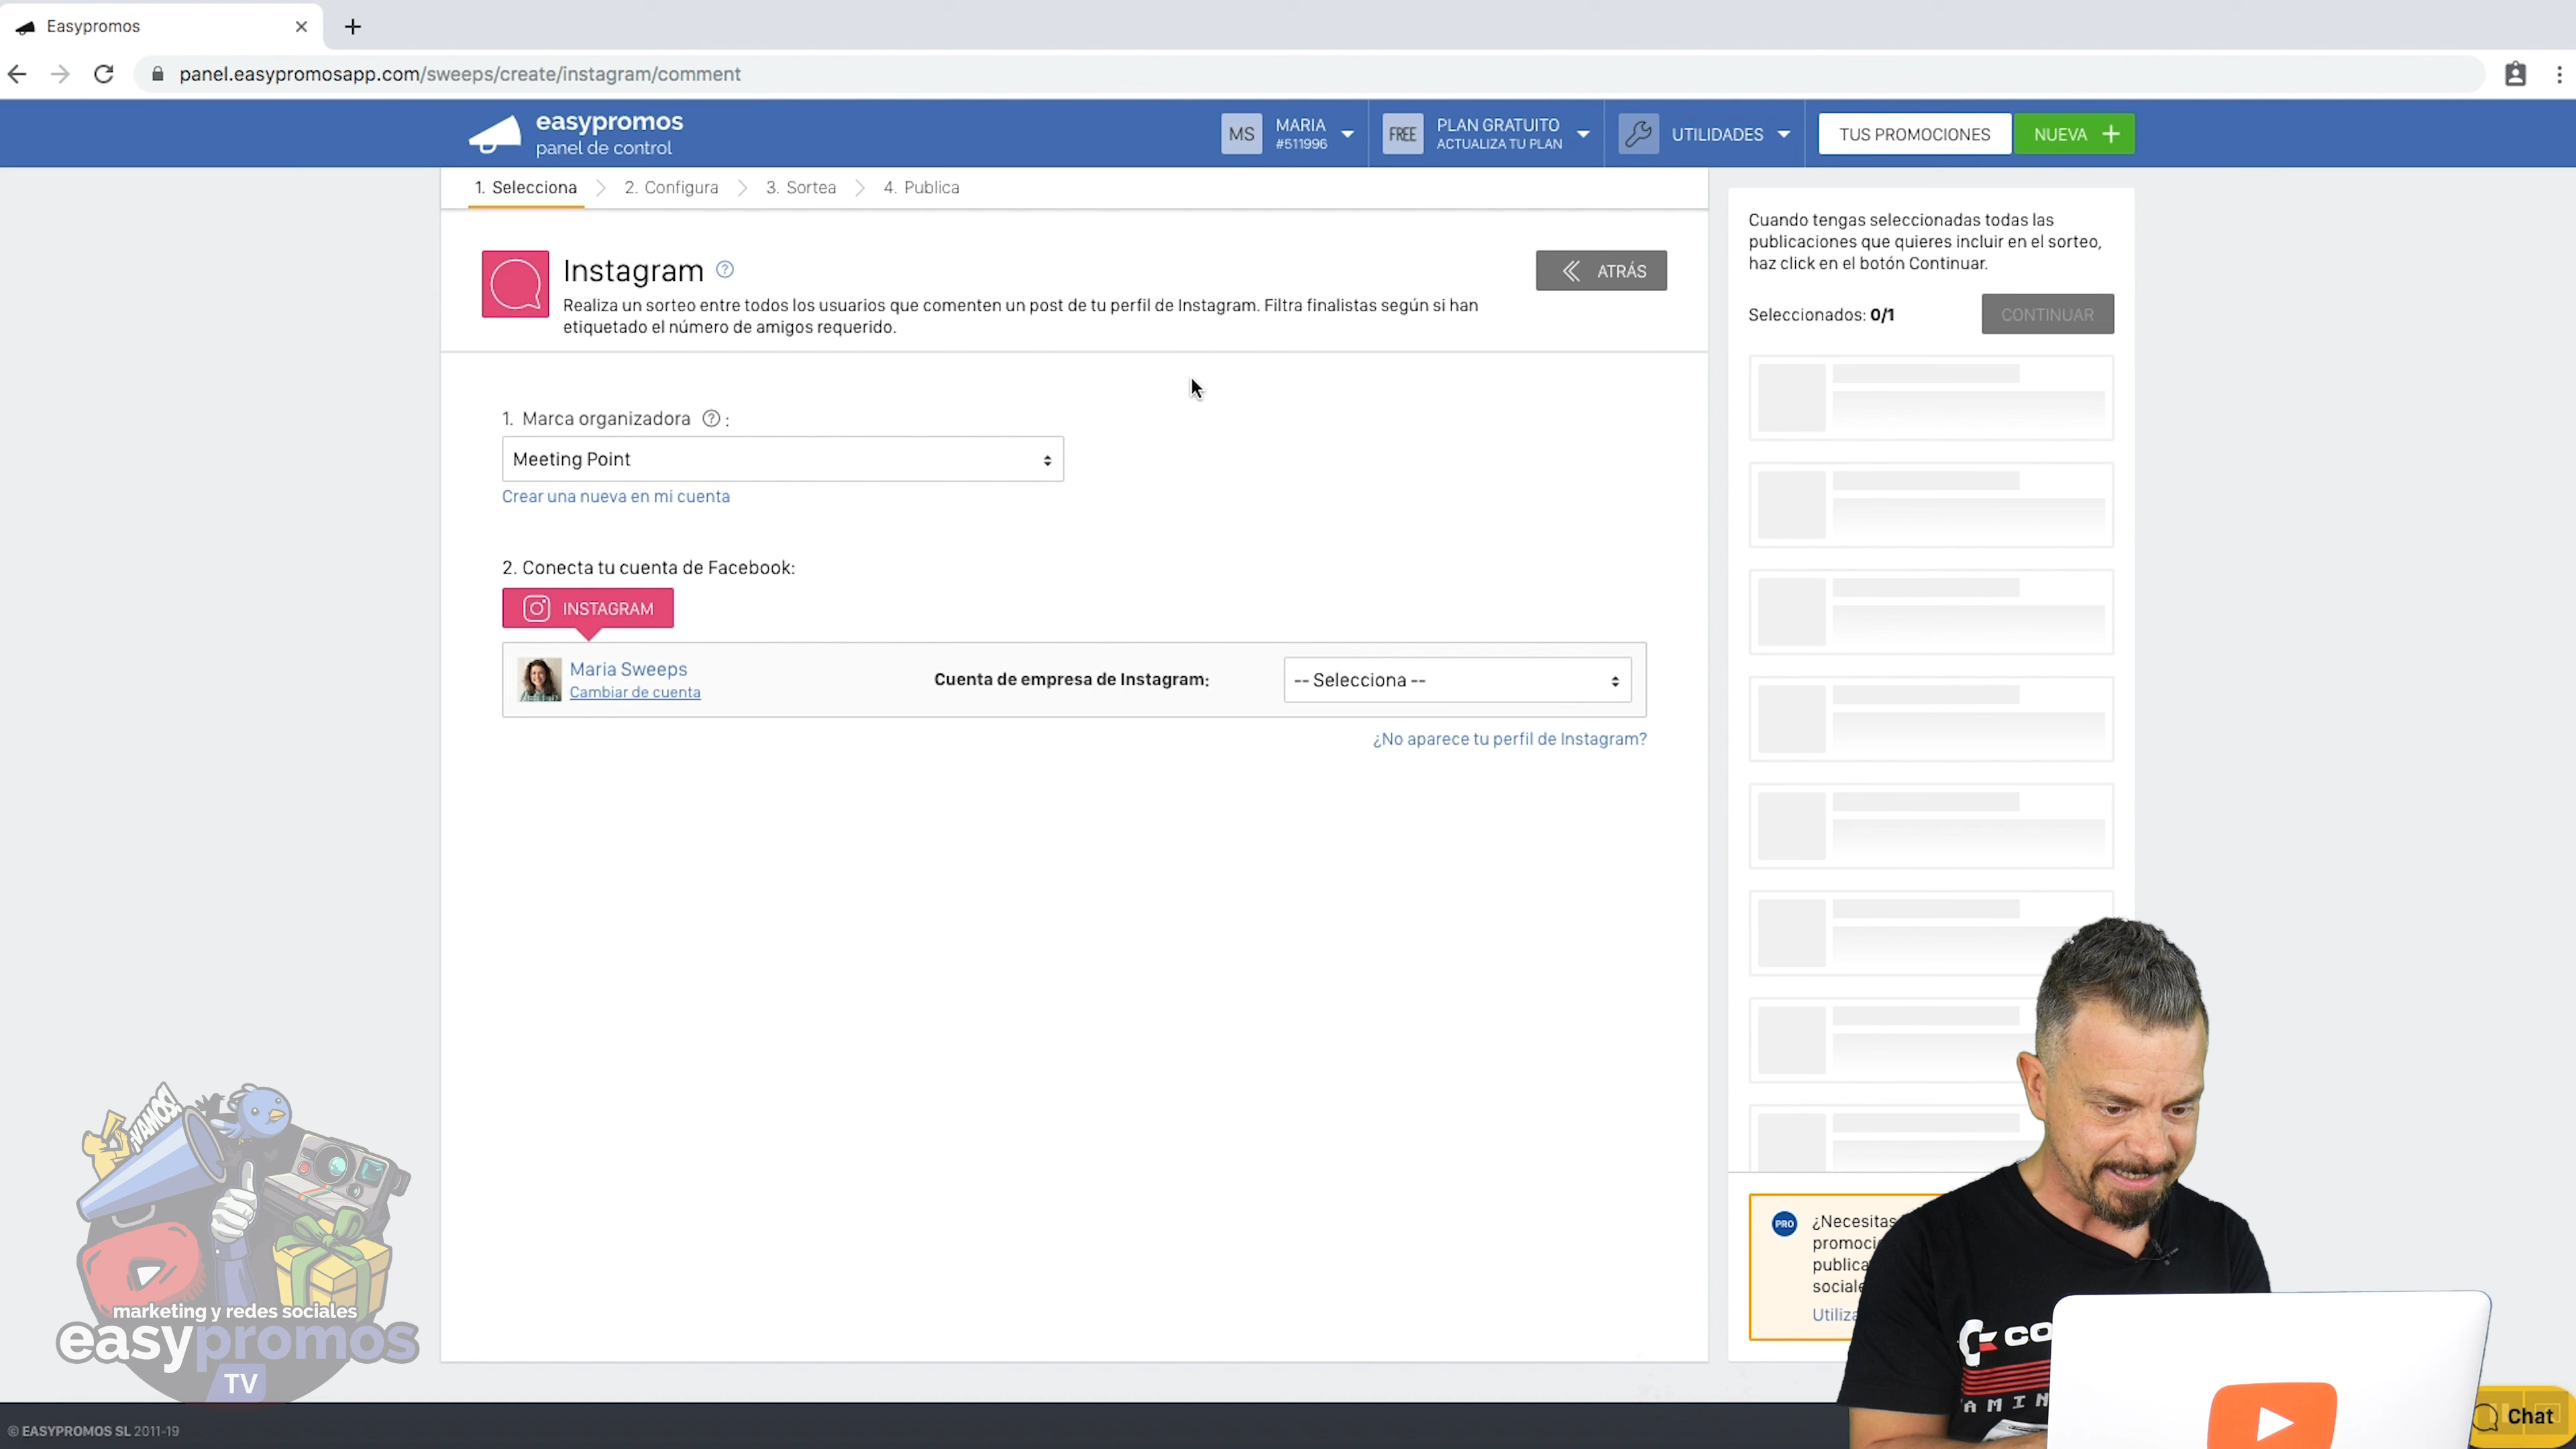 Easypromos
panel.easypromosapp.com/sweeps/create/instagram/comment
easypromos
panel de control
MS
MARIA
#511996
FREE
PLAN GRATUITO
ACTUALIZA TU PLAN
UTILIDADES
TUS PROMOCIONES
NUEVA +
1. Selecciona
2. Configura
3. Sortea
4. Publica
Instagram ?
Realiza un sorteo entre todos los usuarios que comenten un post de tu perfil de Instagram. Filtra finalistas según si han
etiquetado el número de amigos requerido.
ATRÁS
1. Marca organizadora ? :
Meeting Point
Crear una nueva en mi cuenta
2. Conecta tu cuenta de Facebook:
INSTAGRAM
Maria Sweeps
Cambiar de cuenta
Cuenta de empresa de Instagram:
-- Selecciona --
¿No aparece tu perfil de Instagram?
Cuando tengas seleccionadas todas las
publicaciones que quieres incluir en el sorteo,
haz click en el botón Continuar.
Seleccionados: 0/1
CONTINUAR
PRO
¿Necesitas
promoci
publica
sociale
Utiliza
¡VAMOS!
marketing y redes sociales
easypromos
TV
CO
AMIN
© EASYPROMOS SL 2011-19
Chat